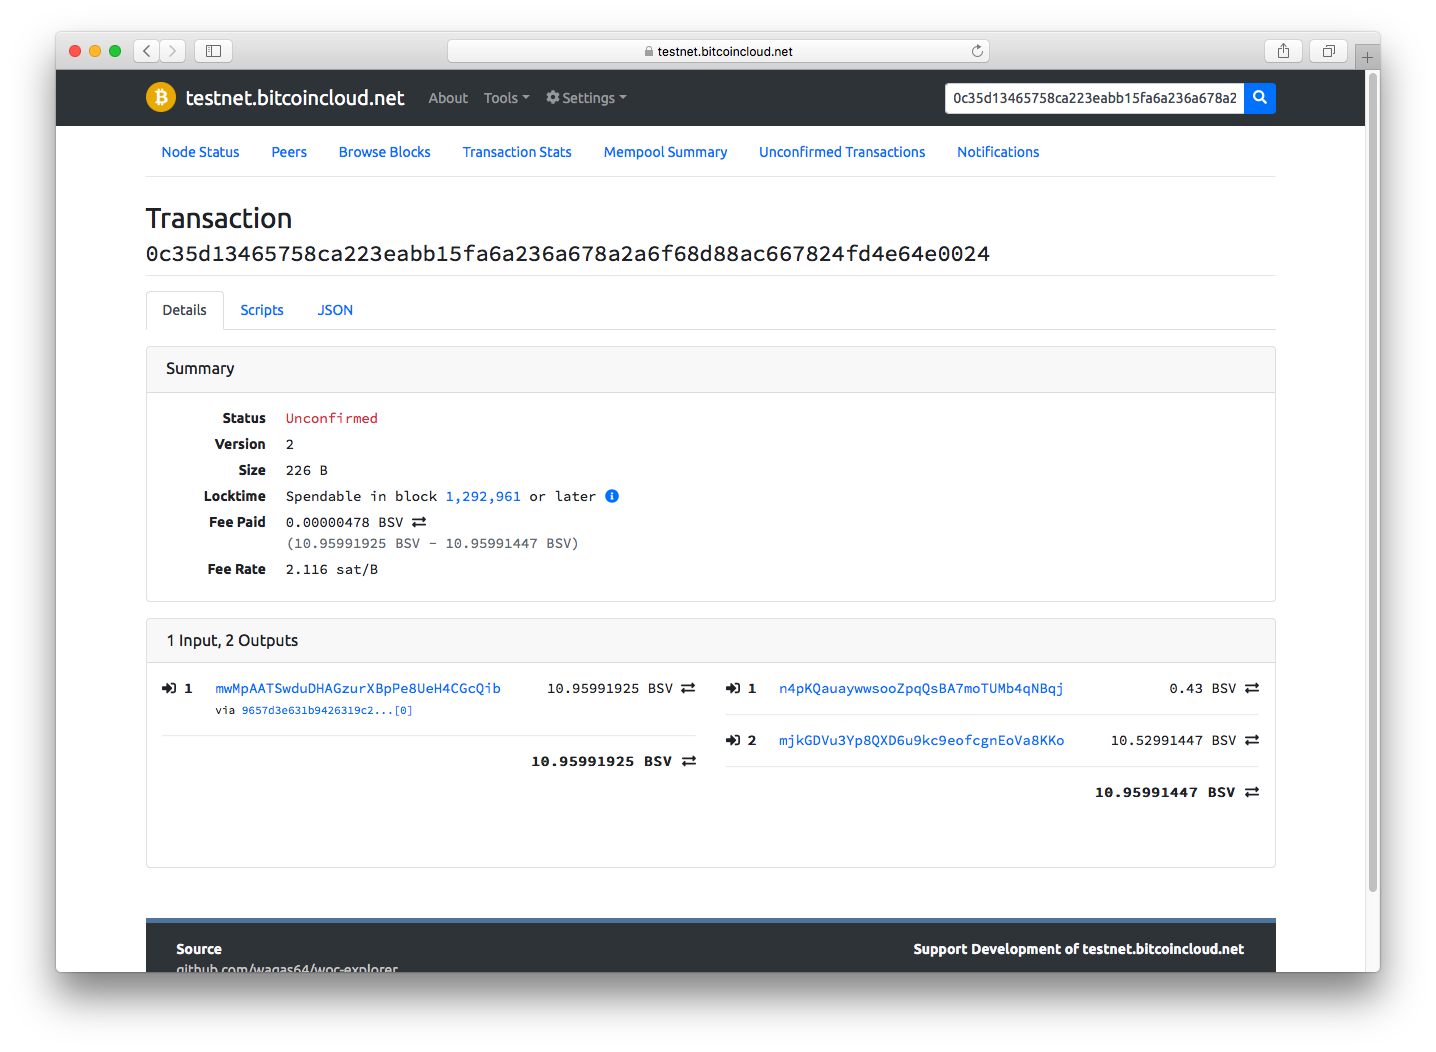 testnet.bitcoincloud.net
testnet.bitcoincloud.net About Tools Settings 0c35d13465758ca223eabb15fa6a236a678a2
Node Status Peers Browse Blocks Transaction Stats Mempool Summary Unconfirmed Transactions Notifications
Transaction
0c35d13465758ca223eabb15fa6a236a678a2a6f68d88ac667824fd4e64e0024
Details Scripts JSON
Summary
Status Unconfirmed
Version 2
Size 226 B
Locktime Spendable in block 1,292,961 or later
Fee Paid 0.00000478 BSV
(10.95991925 BSV - 10.95991447 BSV)
Fee Rate 2.116 sat/B
1 Input, 2 Outputs
1 mwMpAATSwduDHAGzurXBpPe8UeH4CGcQib 10.95991925 BSV
via 9657d3e631b9426319c2...[0]
10.95991925 BSV
1 n4pKQauaywwsooZpqQsBA7moTUMb4qNBqj 0.43 BSV
2 mjkGDVu3Yp8QXD6u9kc9eofcgnEoVa8KKo 10.52991447 BSV
10.95991447 BSV
Source Support Development of testnet.bitcoincloud.net
github.com/waqas64/woc-explorer